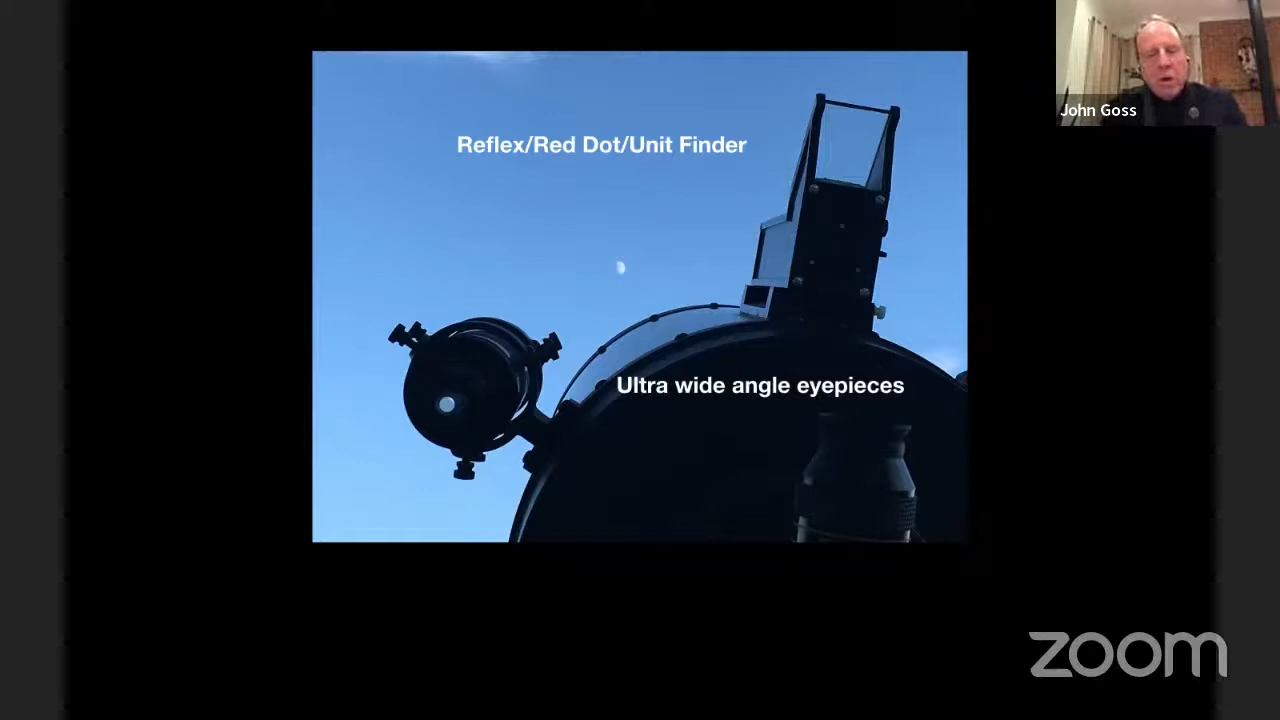 John Goss
Reflex/Red Dot/Unit Finder
Ultra wide angle eyepieces
zoom